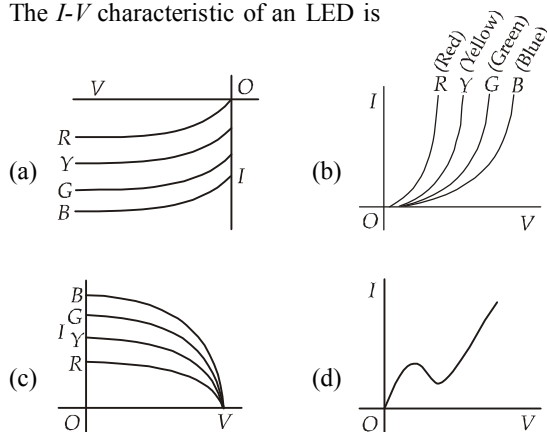 The I-V characteristic of an LED is
(a)
V
O
R
Y
G
B
I
(b)
R (Red)
Y (Yellow)
G (Green)
B (Blue)
I
O
V
(c)
B
G
I
Y
R
O
V
(d)
I
O
V